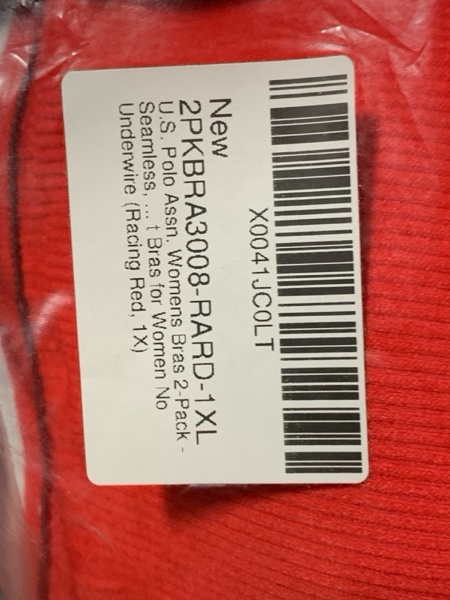 X0041JC0LT
New
2PKBRA3008-RARD-1XL
U.S. Polo Assn. Womens Bras 2-Pack -
Seamless, ... t Bras for Women No
Underwire (Racing Red, 1X)